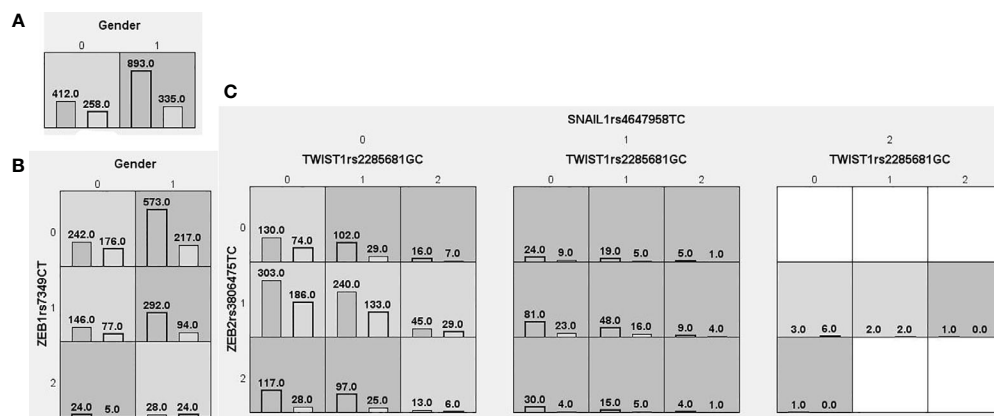 A
Gender
0 1
412.0 258.0 893.0 335.0
B
Gender
0 1
ZEB1rs7349CT
0
242.0 176.0 573.0 217.0
1
146.0 77.0 292.0 94.0
2
24.0 5.0 28.0 24.0
C
SNAIL1rs4647958TC
0 1 2
TWIST1rs2285681GC TWIST1rs2285681GC TWIST1rs2285681GC
0 1 2 0 1 2 0 1 2
ZEB2rs3806475TC
0
130.0 74.0 102.0 29.0 16.0 7.0 24.0 9.0 19.0 5.0 5.0 1.0
1
303.0 186.0 240.0 133.0 45.0 29.0 81.0 23.0 48.0 16.0 9.0 4.0 3.0 6.0 2.0 2.0 1.0 0.0
2
117.0 28.0 97.0 25.0 13.0 6.0 30.0 4.0 15.0 5.0 4.0 1.0 1.0 0.0